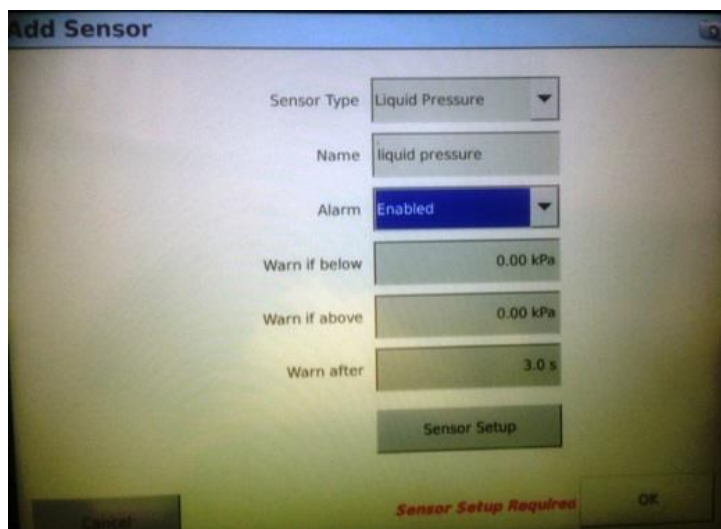 Add Sensor
Sensor Type Liquid Pressure
Name liquid pressure
Alarm Enabled
Warn if below 0.00 kPa
Warn if above 0.00 kPa
Warn after 3.0 s
Sensor Setup
Cancel Sensor Setup Required OK